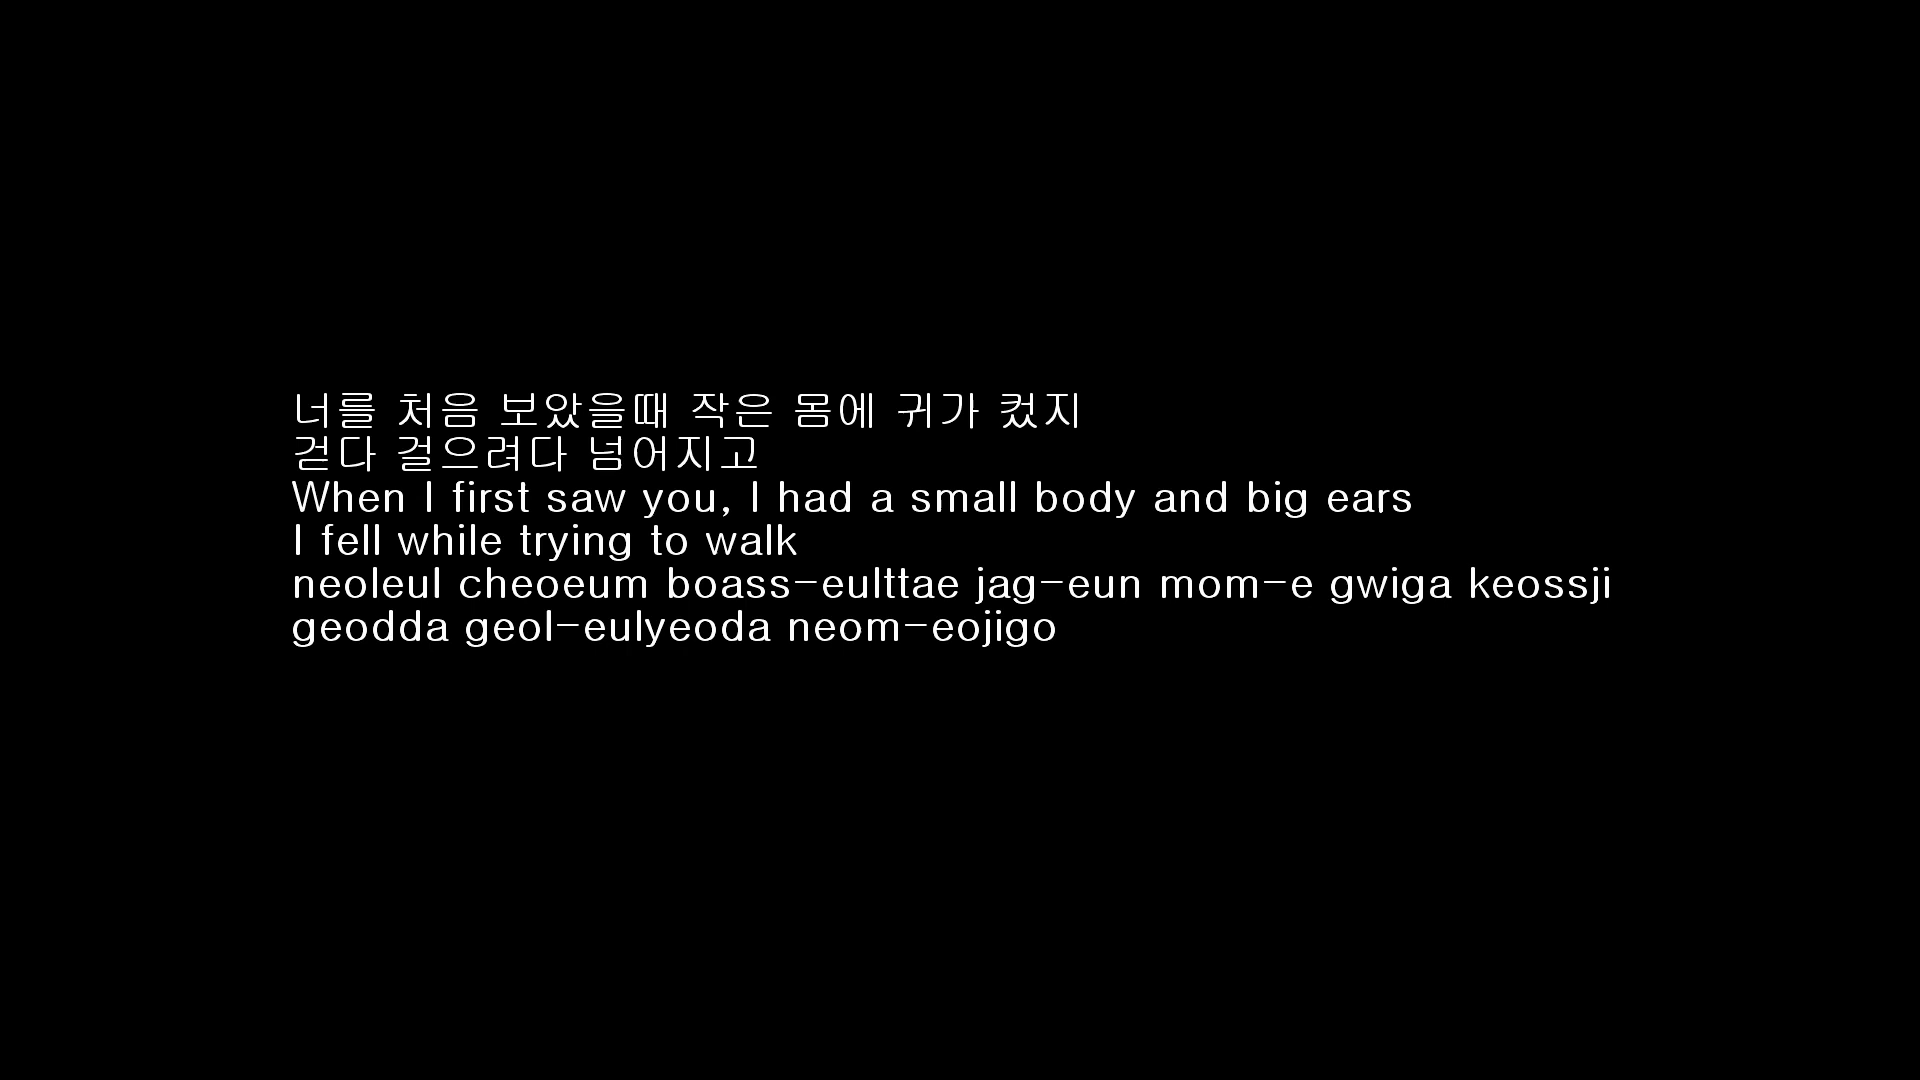 너를 처음 보았을때 작은 몸에 귀가 컸지
걷다 걸으려다 넘어지고
When I first saw you, I had a small body and big ears
I fell while trying to walk
neoleul cheoeum boass-eulttae jag-eun mom-e gwiga keossji
geodda geol-eulyeoda neom-eojigo